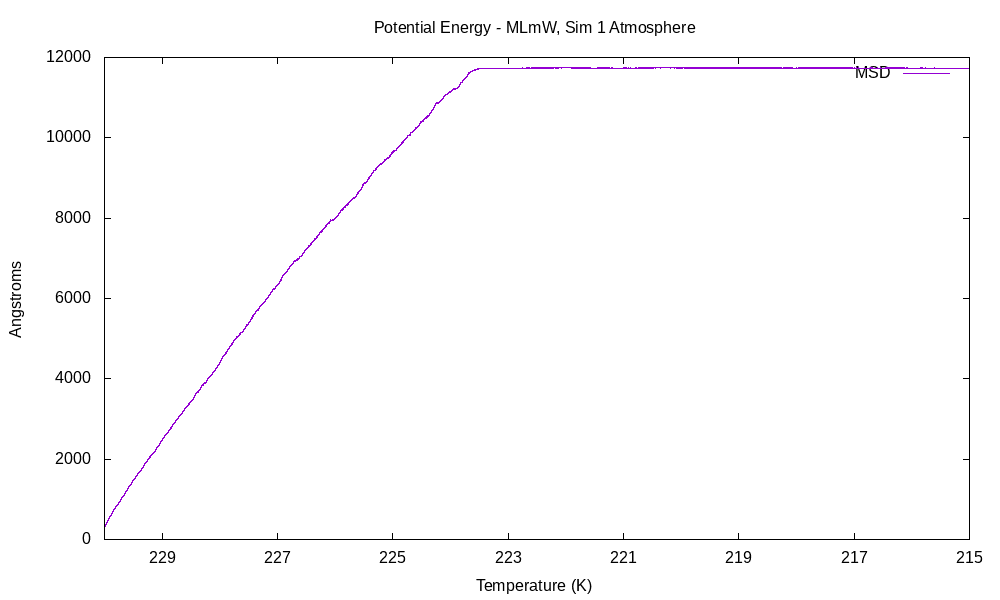 Potential Energy - MLmW, Sim 1 Atmosphere
12000
MSD
10000
8000
Angstroms
6000
4000
2000
0
229 227 225 223 221 219 217 215
Temperature (K)